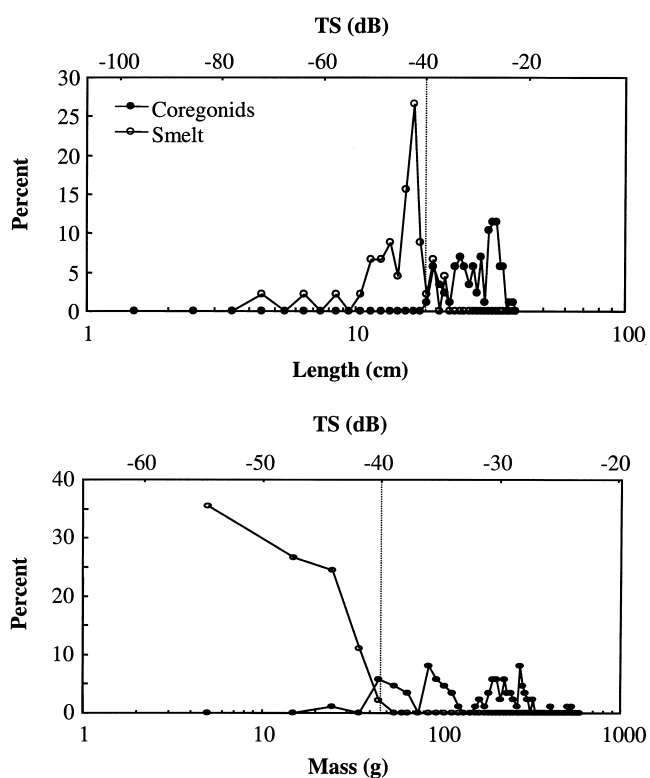 TS (dB)
-100 -80 -60 -40 -20
30
25
20
15
10
5
0
Percent
Coregonids
Smelt
1 10 100
Length (cm)
TS (dB)
-60 -50 -40 -30 -20
40
30
20
10
0
Percent
1 10 100 1000
Mass (g)